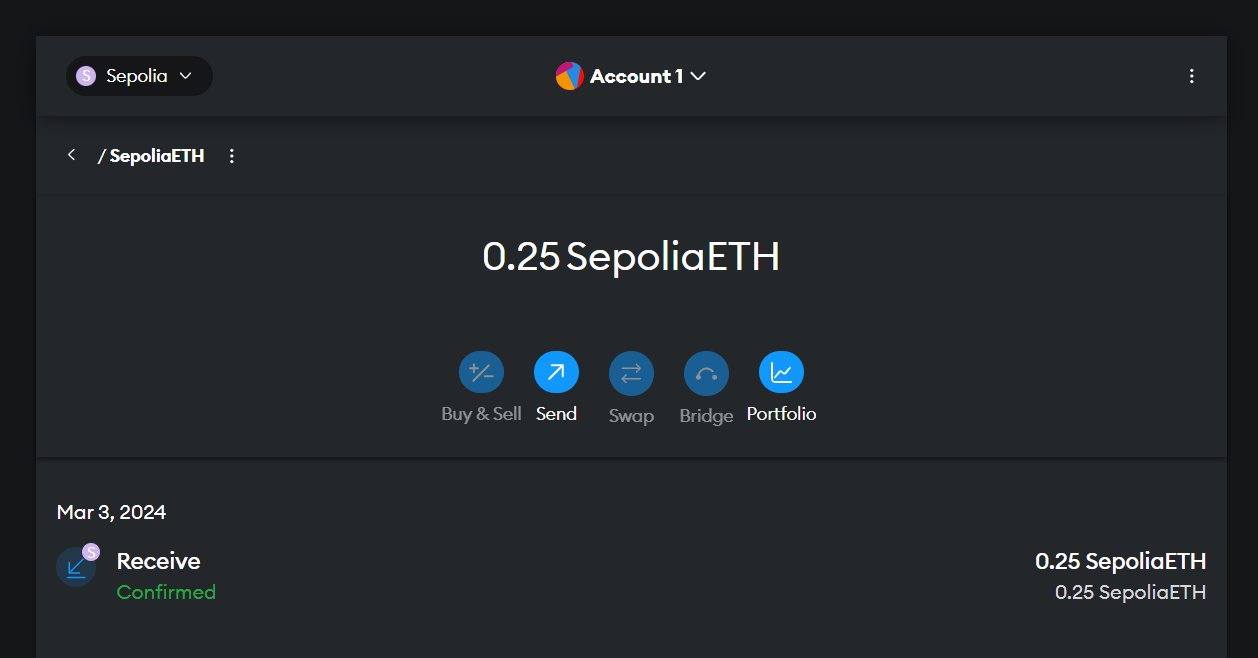 S Sepolia
Account 1
/ SepoliaETH
0.25 SepoliaETH
Buy & Sell Send Swap Bridge Portfolio
Mar 3, 2024
S
Receive 0.25 SepoliaETH
Confirmed 0.25 SepoliaETH